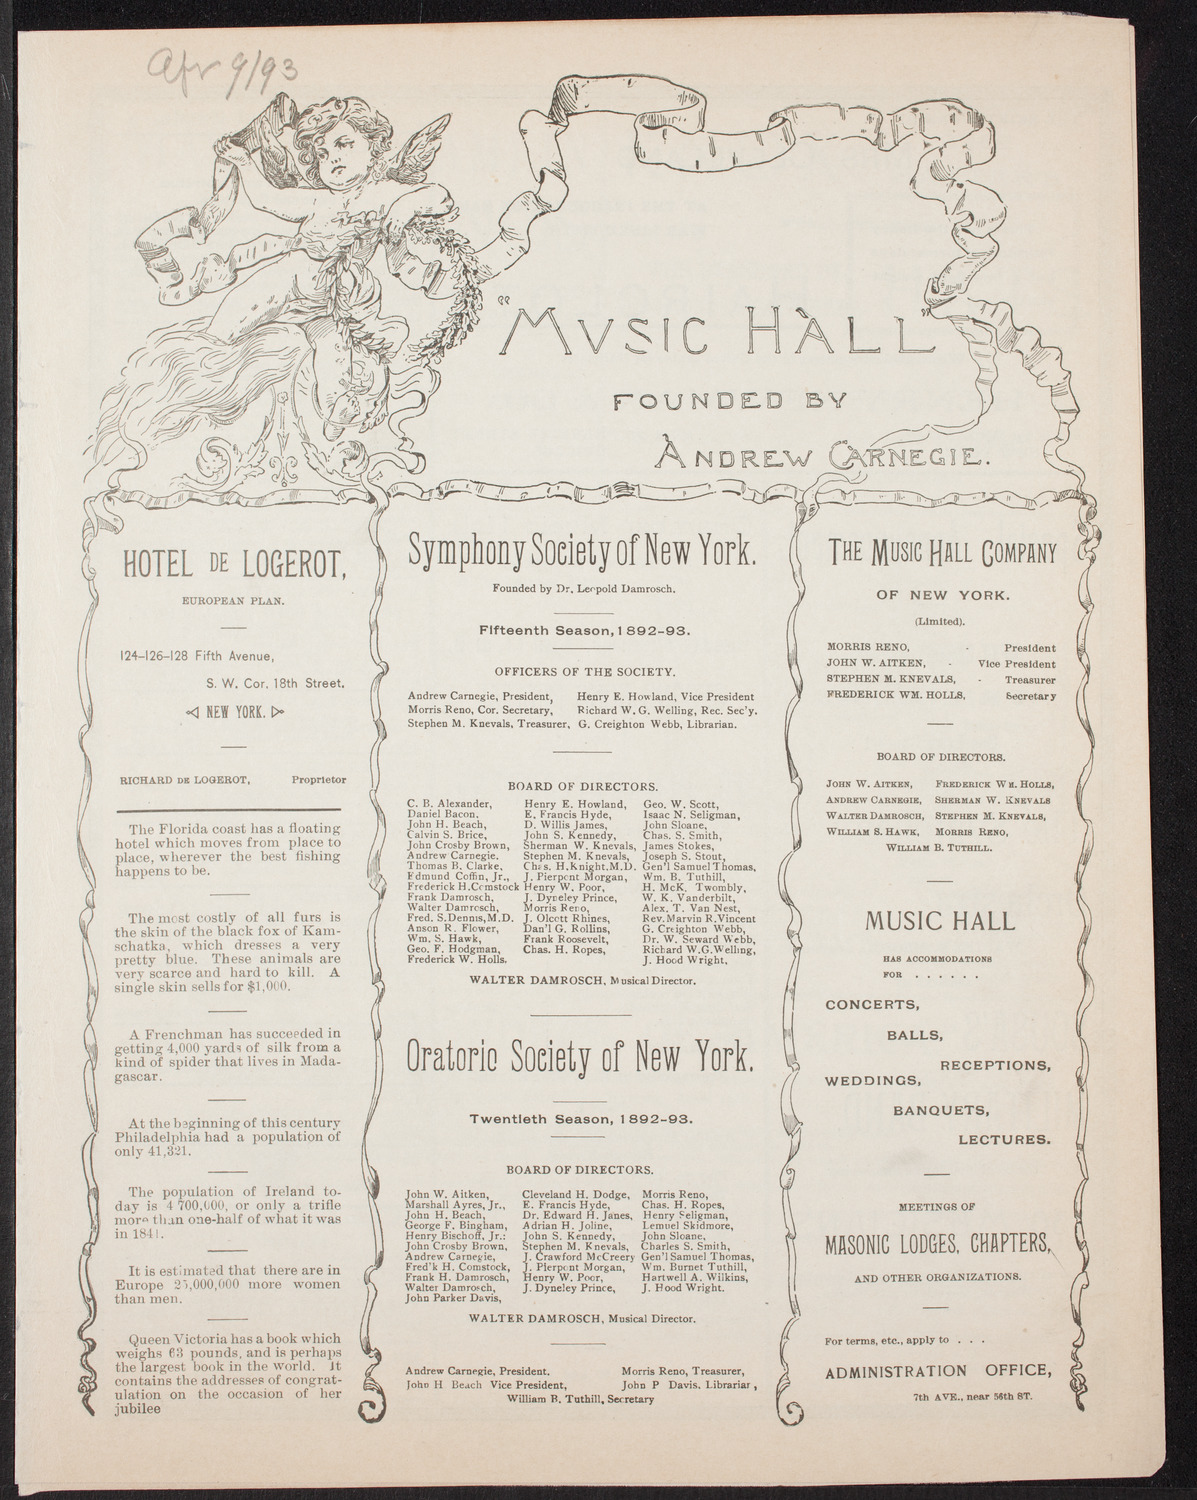 Apr 9/93
"MVSIC HALL"
FOUNDED BY
ANDREW CARNEGIE.
HOTEL DE LOGEROT,
EUROPEAN PLAN.
124–126–128 Fifth Avenue,
S. W. Cor. 18th Street.
NEW YORK.
RICHARD DE LOGEROT, Proprietor
The Florida coast has a floating
hotel which moves from place to
place, wherever the best fishing
happens to be.
The most costly of all furs is
the skin of the black fox of Kam-
schatka, which dresses a very
pretty blue. These animals are
very scarce and hard to kill. A
single skin sells for $1,000.
A Frenchman has succeeded in
getting 4,000 yards of silk from a
kind of spider that lives in Mada-
gascar.
At the beginning of this century
Philadelphia had a population of
only 41,321.
The population of Ireland to-
day is 4 700,000, or only a trifle
more than one-half of what it was
in 1841.
It is estimated that there are in
Europe 25,000,000 more women
than men.
Queen Victoria has a book which
weighs 63 pounds, and is perhaps
the largest book in the world. It
contains the addresses of congrat-
ulation on the occasion of her
jubilee
Symphony Society of New York.
Founded by Dr. Leopold Damrosch.
Fifteenth Season, 1892–93.
OFFICERS OF THE SOCIETY.
Andrew Carnegie, President, Henry E. Howland, Vice President
Morris Reno, Cor. Secretary, Richard W. G. Welling, Rec. Sec'y.
Stephen M. Knevals, Treasurer, G. Creighton Webb, Librarian.
BOARD OF DIRECTORS.
C. B. Alexander, Henry E. Howland, Geo. W. Scott,
Daniel Bacon. E. Francis Hyde, Isaac N. Seligman,
John H. Beach, D. Willis James, John Sloane,
Calvin S. Brice, John S. Kennedy, Chas. S. Smith,
John Crosby Brown, Sherman W. Knevals, James Stokes,
Andrew Carnegie. Stephen M. Knevals, Joseph S. Stout,
Thomas B. Clarke, Chas. H. Knight, M.D. Gen'l Samuel Thomas,
Edmund Coffin, Jr., J. Pierpont Morgan, Wm. B. Tuthill,
Frederick H. Comstock Henry W. Poor, H. McK. Twombly,
Frank Damrosch, J. Dyneley Prince, W. K. Vanderbilt,
Walter Damrosch, Morris Reno, Alex. T. Van Nest,
Fred. S. Dennis, M.D. J. Olcott Rhines, Rev. Marvin R. Vincent
Anson R. Flower, Dan'l G. Rollins, G. Creighton Webb,
Wm. S. Hawk, Frank Roosevelt, Dr. W. Seward Webb,
Geo. F. Hodgman, Chas. H. Ropes, Richard W.G. Welling,
Frederick W. Holls. J. Hood Wright,
WALTER DAMROSCH, Musical Director.
Oratorio Society of New York.
Twentieth Season, 1892–93.
BOARD OF DIRECTORS.
John W. Aitken, Cleveland H. Dodge, Morris Reno,
Marshall Ayres, Jr., E. Francis Hyde, Chas. H. Ropes,
John H. Beach, Dr. Edward H. Janes, Henry Seligman,
George F. Bingham, Adrian H. Joline, Lemuel Skidmore,
Henry Bischoff, Jr.: John S. Kennedy, John Sloane,
John Crosby Brown, Stephen M. Knevals, Charles S. Smith,
Andrew Carnegie, J. Crawford McCreery Gen'l Samuel Thomas,
Fred'k H. Comstock, J. Pierpont Morgan, Wm. Burnet Tuthill,
Frank H. Damrosch, Henry W. Poor, Hartwell A. Wilkins,
Walter Damrosch, J. Dyneley Prince, J. Hood Wright.
John Parker Davis,
WALTER DAMROSCH, Musical Director.
Andrew Carnegie, President. Morris Reno, Treasurer,
John H Beach Vice President, John P Davis, Librarian,
William B. Tuthill, Secretary
THE MUSIC HALL COMPANY
OF NEW YORK.
(Limited).
MORRIS RENO, - President
JOHN W. AITKEN, - Vice President
STEPHEN M. KNEVALS, - Treasurer
FREDERICK WM. HOLLS, Secretary
BOARD OF DIRECTORS.
JOHN W. AITKEN, FREDERICK WM. HOLLS,
ANDREW CARNEGIE, SHERMAN W. KNEVALS
WALTER DAMROSCH, STEPHEN M. KNEVALS,
WILLIAM S. HAWK, MORRIS RENO,
WILLIAM B. TUTHILL.
MUSIC HALL
HAS ACCOMMODATIONS
FOR . . . . . .
CONCERTS,
BALLS,
RECEPTIONS,
WEDDINGS,
BANQUETS,
LECTURES.
MEETINGS OF
MASONIC LODGES, CHAPTERS,
AND OTHER ORGANIZATIONS.
For terms, etc., apply to . . .
ADMINISTRATION OFFICE,
7th AVE., near 56th ST.